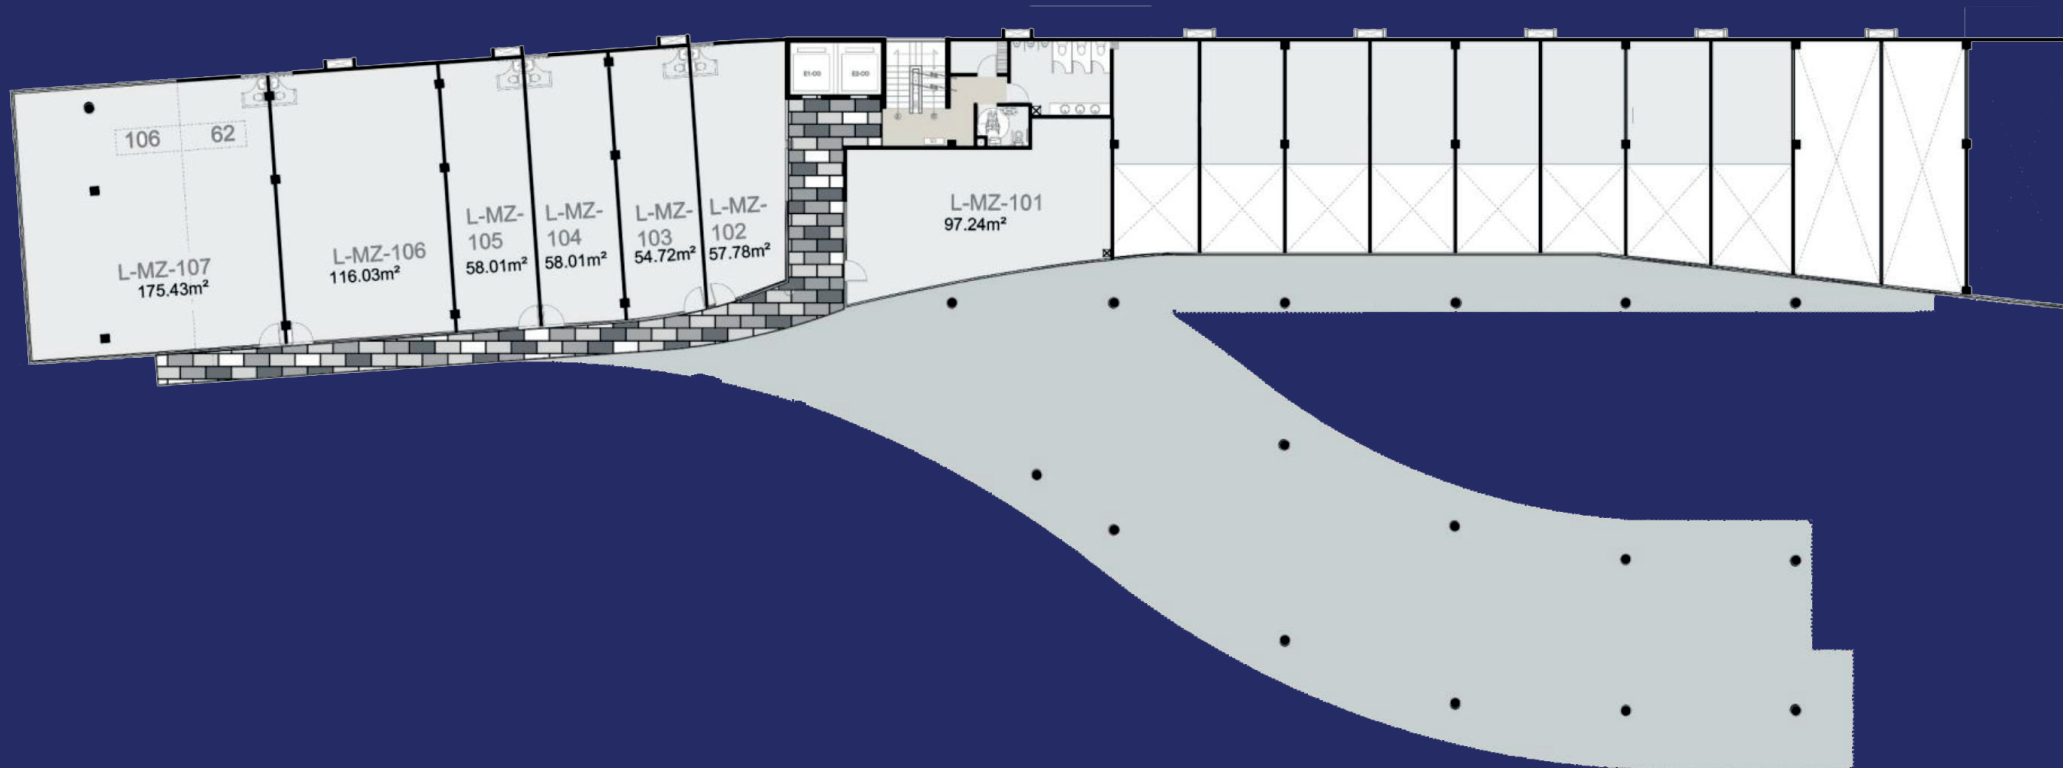 106 62
L-MZ-107
175.43m²
L-MZ-106
116.03m²
L-MZ-
105
58.01m²
L-MZ-
104
58.01m²
L-MZ-
103
54.72m²
L-MZ-
102
57.78m²
L-MZ-101
97.24m²